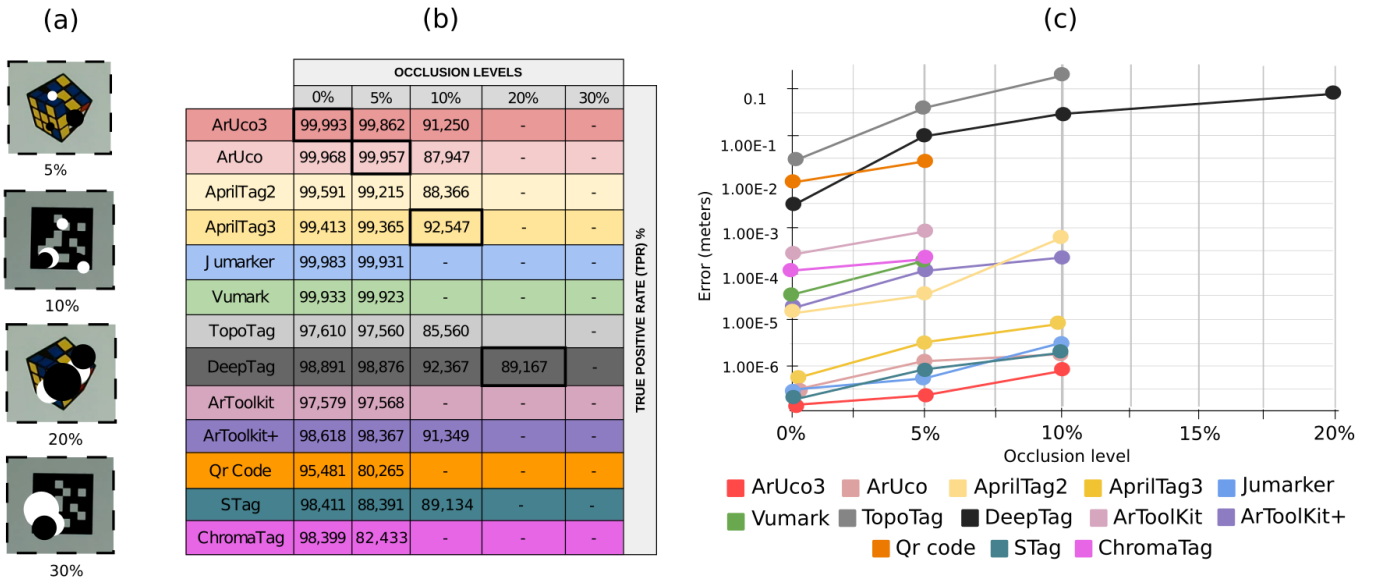 (a)
(b)
(c)
5%
10%
20%
30%
OCCLUSION LEVELS
0% 5% 10% 20% 30%
ArUco3 99,993 99,862 91,250 - -
ArUco 99,968 99,957 87,947 - -
AprilTag2 99,591 99,215 88,366 - -
AprilTag3 99,413 99,365 92,547 - -
Jumarker 99,983 99,931 - - -
Vumark 99,933 99,923 - - -
TopoTag 97,610 97,560 85,560 -
DeepTag 98,891 98,876 92,367 89,167 -
ArToolkit 97,579 97,568 - - -
ArToolkit+ 98,618 98,367 91,349 - -
Qr Code 95,481 80,265 - - -
STag 98,411 88,391 89,134 - -
ChromaTag 98,399 82,433 - - -
TRUE POSITIVE RATE (TPR) %
Error (meters)
0.1
1.00E-1
1.00E-2
1.00E-3
1.00E-4
1.00E-5
1.00E-6
0% 5% 10% 15% 20%
Occlusion level
ArUco3 ArUco AprilTag2 AprilTag3 Jumarker
Vumark TopoTag DeepTag ArToolKit ArToolKit+
Qr code STag ChromaTag